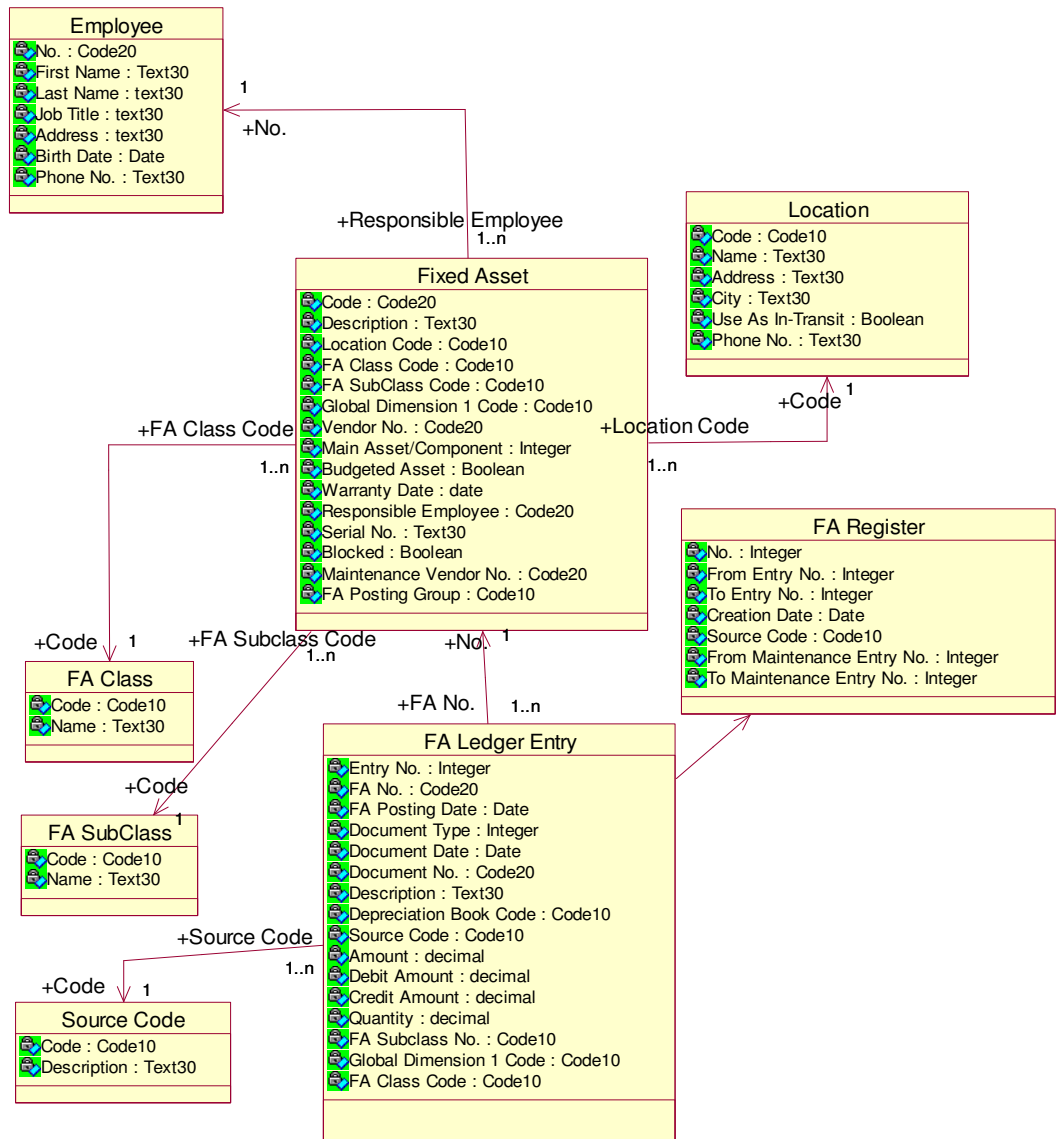 Employee
No. : Code20
First Name : Text30
Last Name : text30
Job Title : text30
Address : text30
Birth Date : Date
Phone No. : Text30
1
+No.
+Responsible Employee
1..n
Location
Code : Code10
Name : Text30
Address : Text30
City : Text30
Use As In-Transit : Boolean
Phone No. : Text30
+Code
1
Fixed Asset
Code : Code20
Description : Text30
Location Code : Code10
FA Class Code : Code10
FA SubClass Code : Code10
Global Dimension 1 Code : Code10
Vendor No. : Code20
Main Asset/Component : Integer
Budgeted Asset : Boolean
Warranty Date : date
Responsible Employee : Code20
Serial No. : Text30
Blocked : Boolean
Maintenance Vendor No. : Code20
FA Posting Group : Code10
+Location Code
1..n
+FA Class Code
1..n
+Code
1
FA Class
Code : Code10
Name : Text30
+FA Subclass Code
1..n
+Code
1
FA SubClass
Code : Code10
Name : Text30
+No.
1
+FA No.
1..n
FA Register
No. : Integer
From Entry No. : Integer
To Entry No. : Integer
Creation Date : Date
Source Code : Code10
From Maintenance Entry No. : Integer
To Maintenance Entry No. : Integer
FA Ledger Entry
Entry No. : Integer
FA No. : Code20
FA Posting Date : Date
Document Type : Integer
Document Date : Date
Document No. : Code20
Description : Text30
Depreciation Book Code : Code10
Source Code : Code10
Amount : decimal
Debit Amount : decimal
Credit Amount : decimal
Quantity : decimal
FA Subclass No. : Code10
Global Dimension 1 Code : Code10
FA Class Code : Code10
+Source Code
1..n
+Code
1
Source Code
Code : Code10
Description : Text30